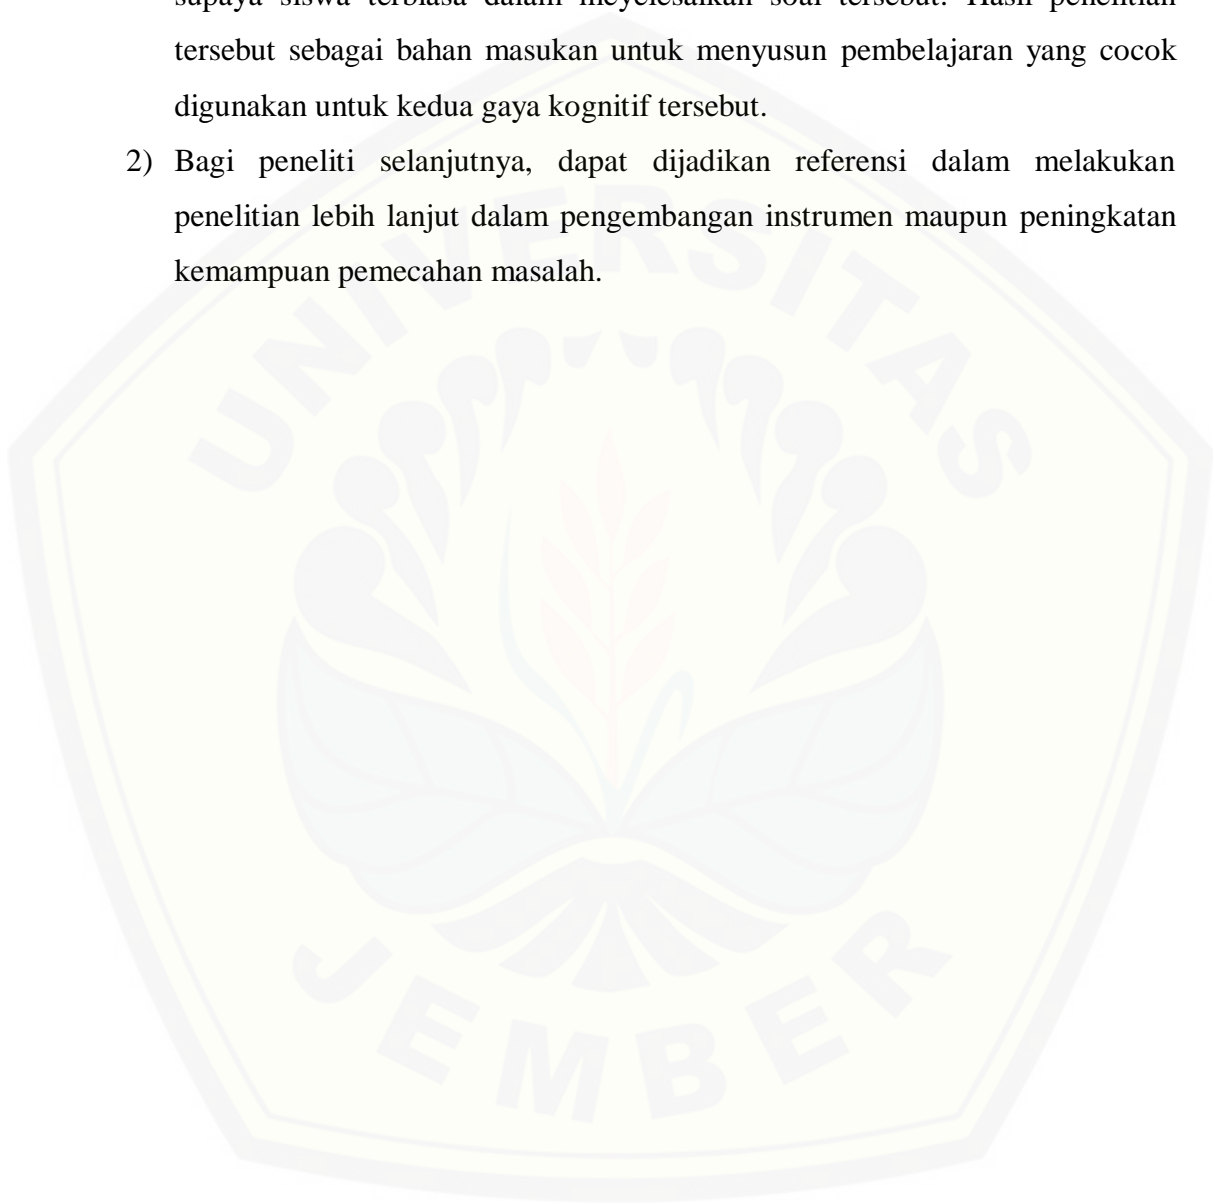 supaya siswa terbiasa dalam meyelesaikan soal tersebut. Hasil penelitian
tersebut sebagai bahan masukan untuk menyusun pembelajaran yang cocok
digunakan untuk kedua gaya kognitif tersebut.
2) Bagi peneliti selanjutnya, dapat dijadikan referensi dalam melakukan
penelitian lebih lanjut dalam pengembangan instrumen maupun peningkatan
kemampuan pemecahan masalah.
UNIVERSITAS
JEMBER